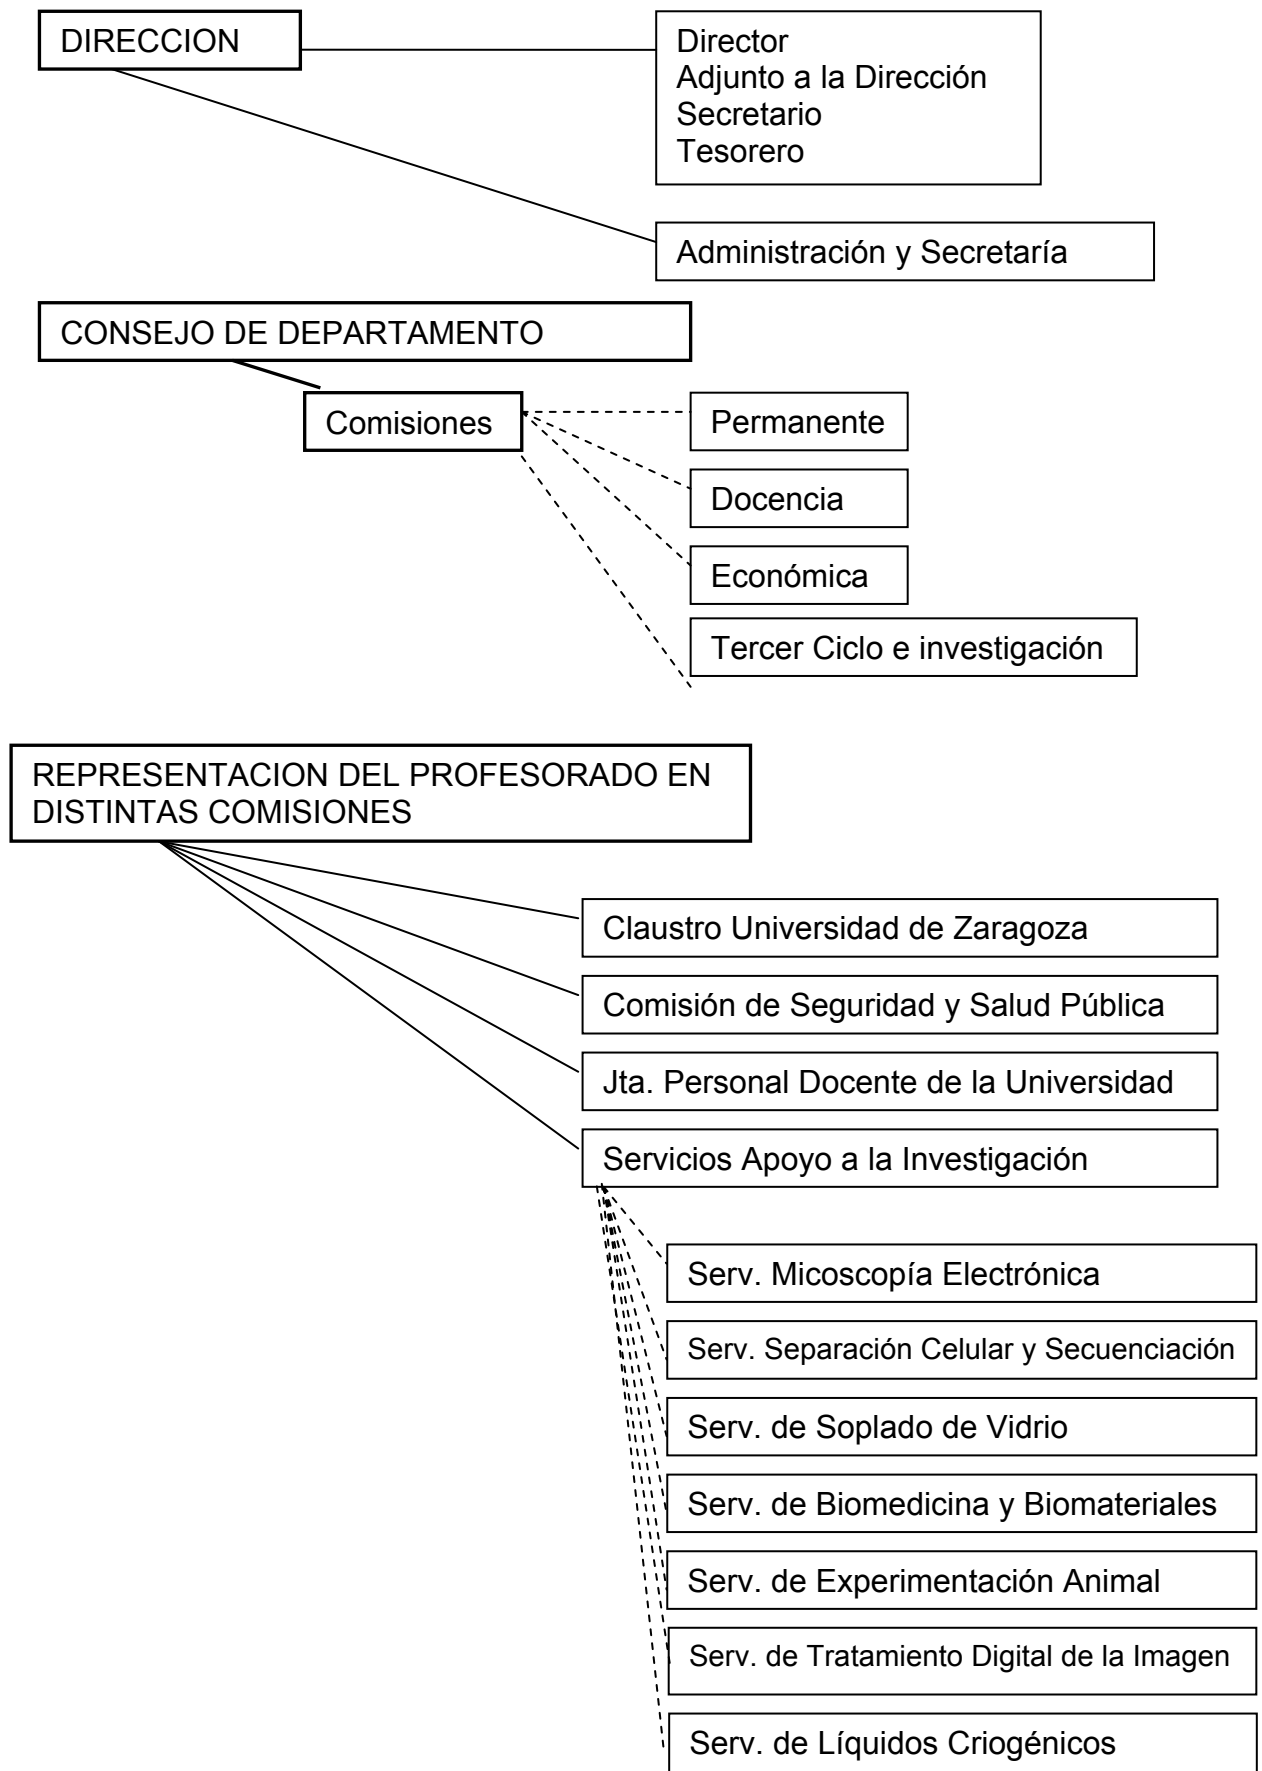 DIRECCION
Director
Adjunto a la Dirección
Secretario
Tesorero
Administración y Secretaría
CONSEJO DE DEPARTAMENTO
Comisiones
Permanente
Docencia
Económica
Tercer Ciclo e investigación
REPRESENTACION DEL PROFESORADO EN
DISTINTAS COMISIONES
Claustro Universidad de Zaragoza
Comisión de Seguridad y Salud Pública
Jta. Personal Docente de la Universidad
Servicios Apoyo a la Investigación
Serv. Micoscopía Electrónica
Serv. Separación Celular y Secuenciación
Serv. de Soplado de Vidrio
Serv. de Biomedicina y Biomateriales
Serv. de Experimentación Animal
Serv. de Tratamiento Digital de la Imagen
Serv. de Líquidos Criogénicos